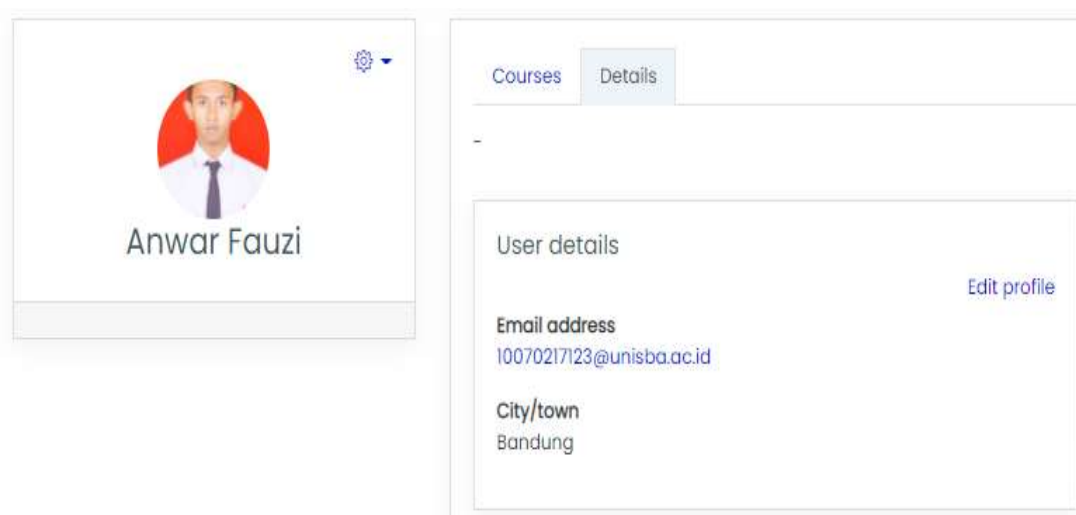 Anwar Fauzi
Courses
Details
-
User details
Edit profile
Email address
10070217123@unisba.ac.id
City/town
Bandung